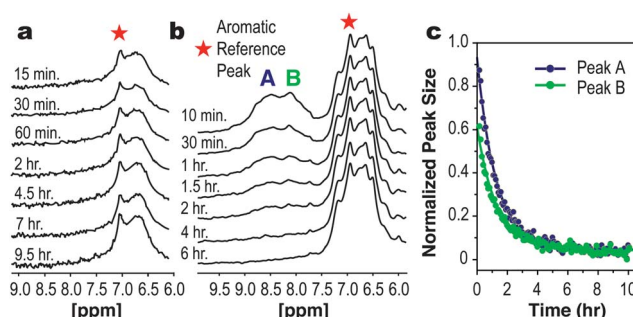 a
15 min.
30 min.
60 min.
2 hr.
4.5 hr.
7 hr.
9.5 hr.
9.0 8.5 8.0 7.5 7.0 6.5 6.0
[ppm]
b
Aromatic
Reference
Peak
A B
10 min.
30 min.
1 hr.
1.5 hr.
2 hr.
4 hr.
6 hr.
9.0 8.5 8.0 7.5 7.0 6.5 6.0
[ppm]
c
Normalized Peak Size
1.0
0.8
0.6
0.4
0.2
0
Peak A
Peak B
0 2 4 6 8 10
Time (hr)